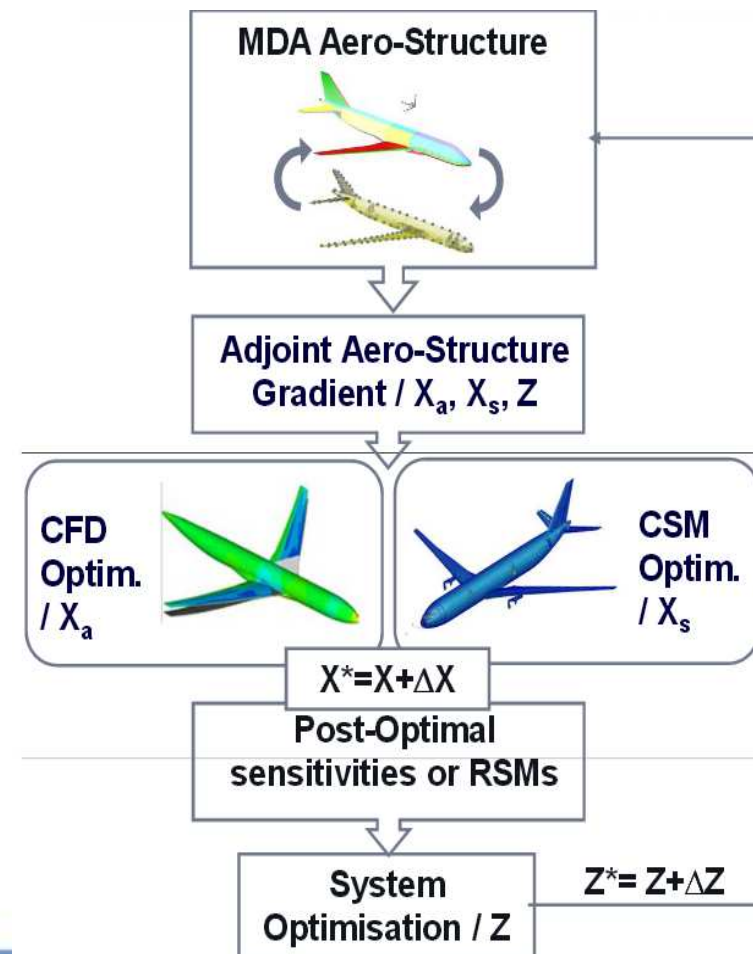 MDA Aero-Structure
Adjoint Aero-Structure
Gradient / Xₐ, Xₛ, Z
CFD
Optim.
/ Xₐ
CSM
Optim.
/ Xₛ
X*=X+ΔX
Post-Optimal
sensitivities or RSMs
System
Optimisation / Z
Z*= Z+ΔZ